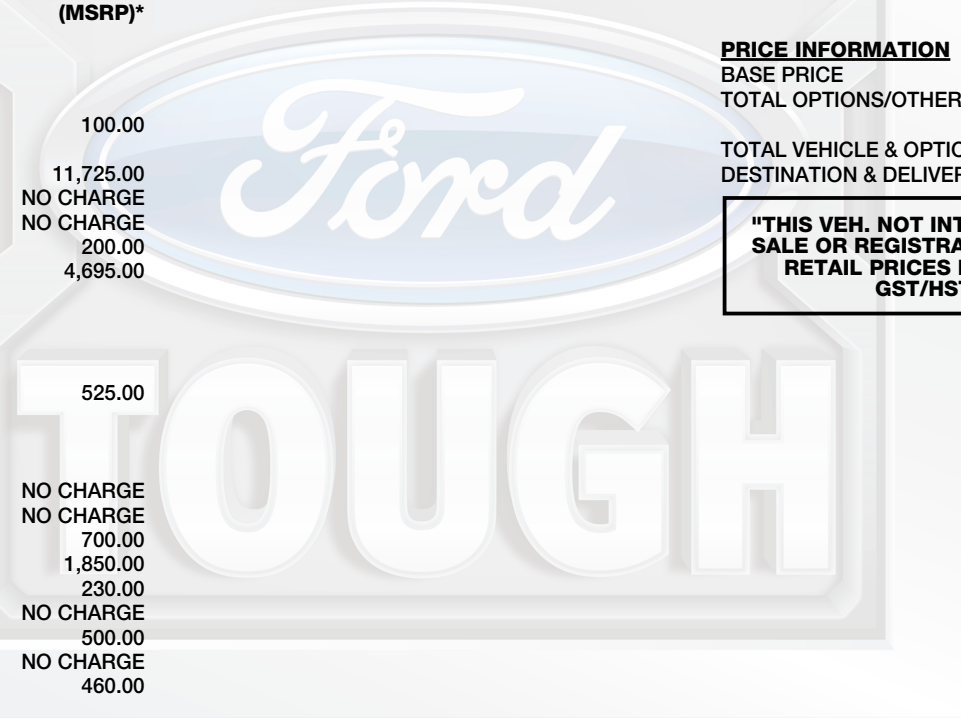 (MSRP)*
100.00
11,725.00
NO CHARGE
NO CHARGE
200.00
4,695.00
525.00
NO CHARGE
NO CHARGE
700.00
1,850.00
230.00
NO CHARGE
500.00
NO CHARGE
460.00
Ford
TOUGH
PRICE INFORMATION
BASE PRICE
TOTAL OPTIONS/OTHER
TOTAL VEHICLE & OPTIO
DESTINATION & DELIVER
"THIS VEH. NOT INT
SALE OR REGISTRA
RETAIL PRICES
GST/HST